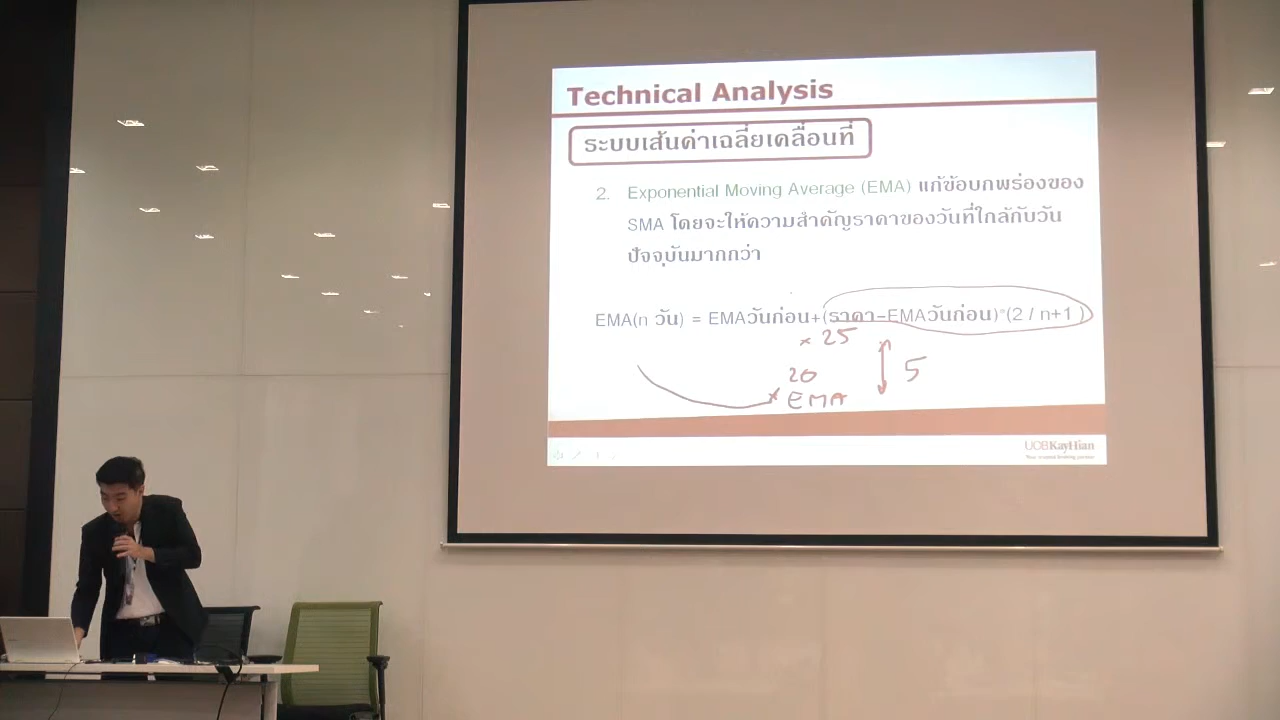 Technical Analysis
ระบบเส้นค่าเฉลี่ยเคลื่อนที่
2. Exponential Moving Average (EMA) แก้ข้อบกพร่องของ
SMA โดยจะให้ความสำคัญราคาของวันที่ใกล้กับวัน
ปัจจุบันมากกว่า
EMA(n วัน) = EMAวันก่อน+(ราคา-EMAวันก่อน)*(2 / n+1 )
× 25
20
5
× EMA
UOBKayHian